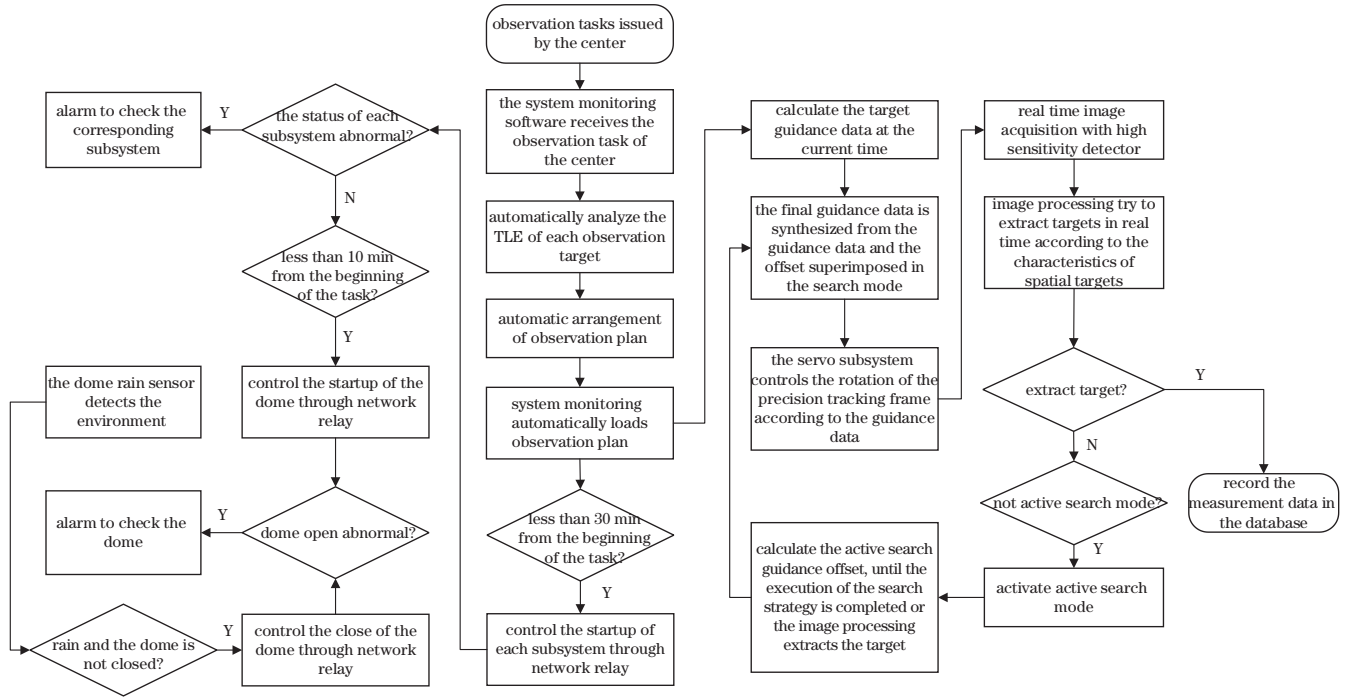 observation tasks issued
by the center
the system monitoring
software receives the
observation task of
the center
automatically analyze the
TLE of each observation
target
automatic arrangement
of observation plan
system monitoring
automatically loads
observation plan
less than 30 min
from the beginning
of the task?
Y
control the startup of
each subsystem through
network relay
the status of each
subsystem abnormal?
Y
alarm to check the
corresponding
subsystem
N
less than 10 min
from the beginning
of the task?
Y
control the startup of the
dome through network
relay
dome open abnormal?
Y
alarm to check the
dome
the dome rain sensor
detects the
environment
rain and the dome is
not closed?
Y
control the close of the
dome through network
relay
calculate the target
guidance data at the
current time
the final guidance data is
synthesized from the
guidance data and the
offset superimposed in
the search mode
the servo subsystem
controls the rotation of the
precision tracking frame
according to the guidance
data
real time image
acquisition with high
sensitivity detector
image processing try to
extract targets in real
time according to the
characteristics of
spatial targets
extract target?
Y
record the
measurement data in
the database
N
not active search mode?
Y
activate active search
mode
calculate the active search
guidance offset, until the
execution of the search
strategy is completed or
the image processing
extracts the target